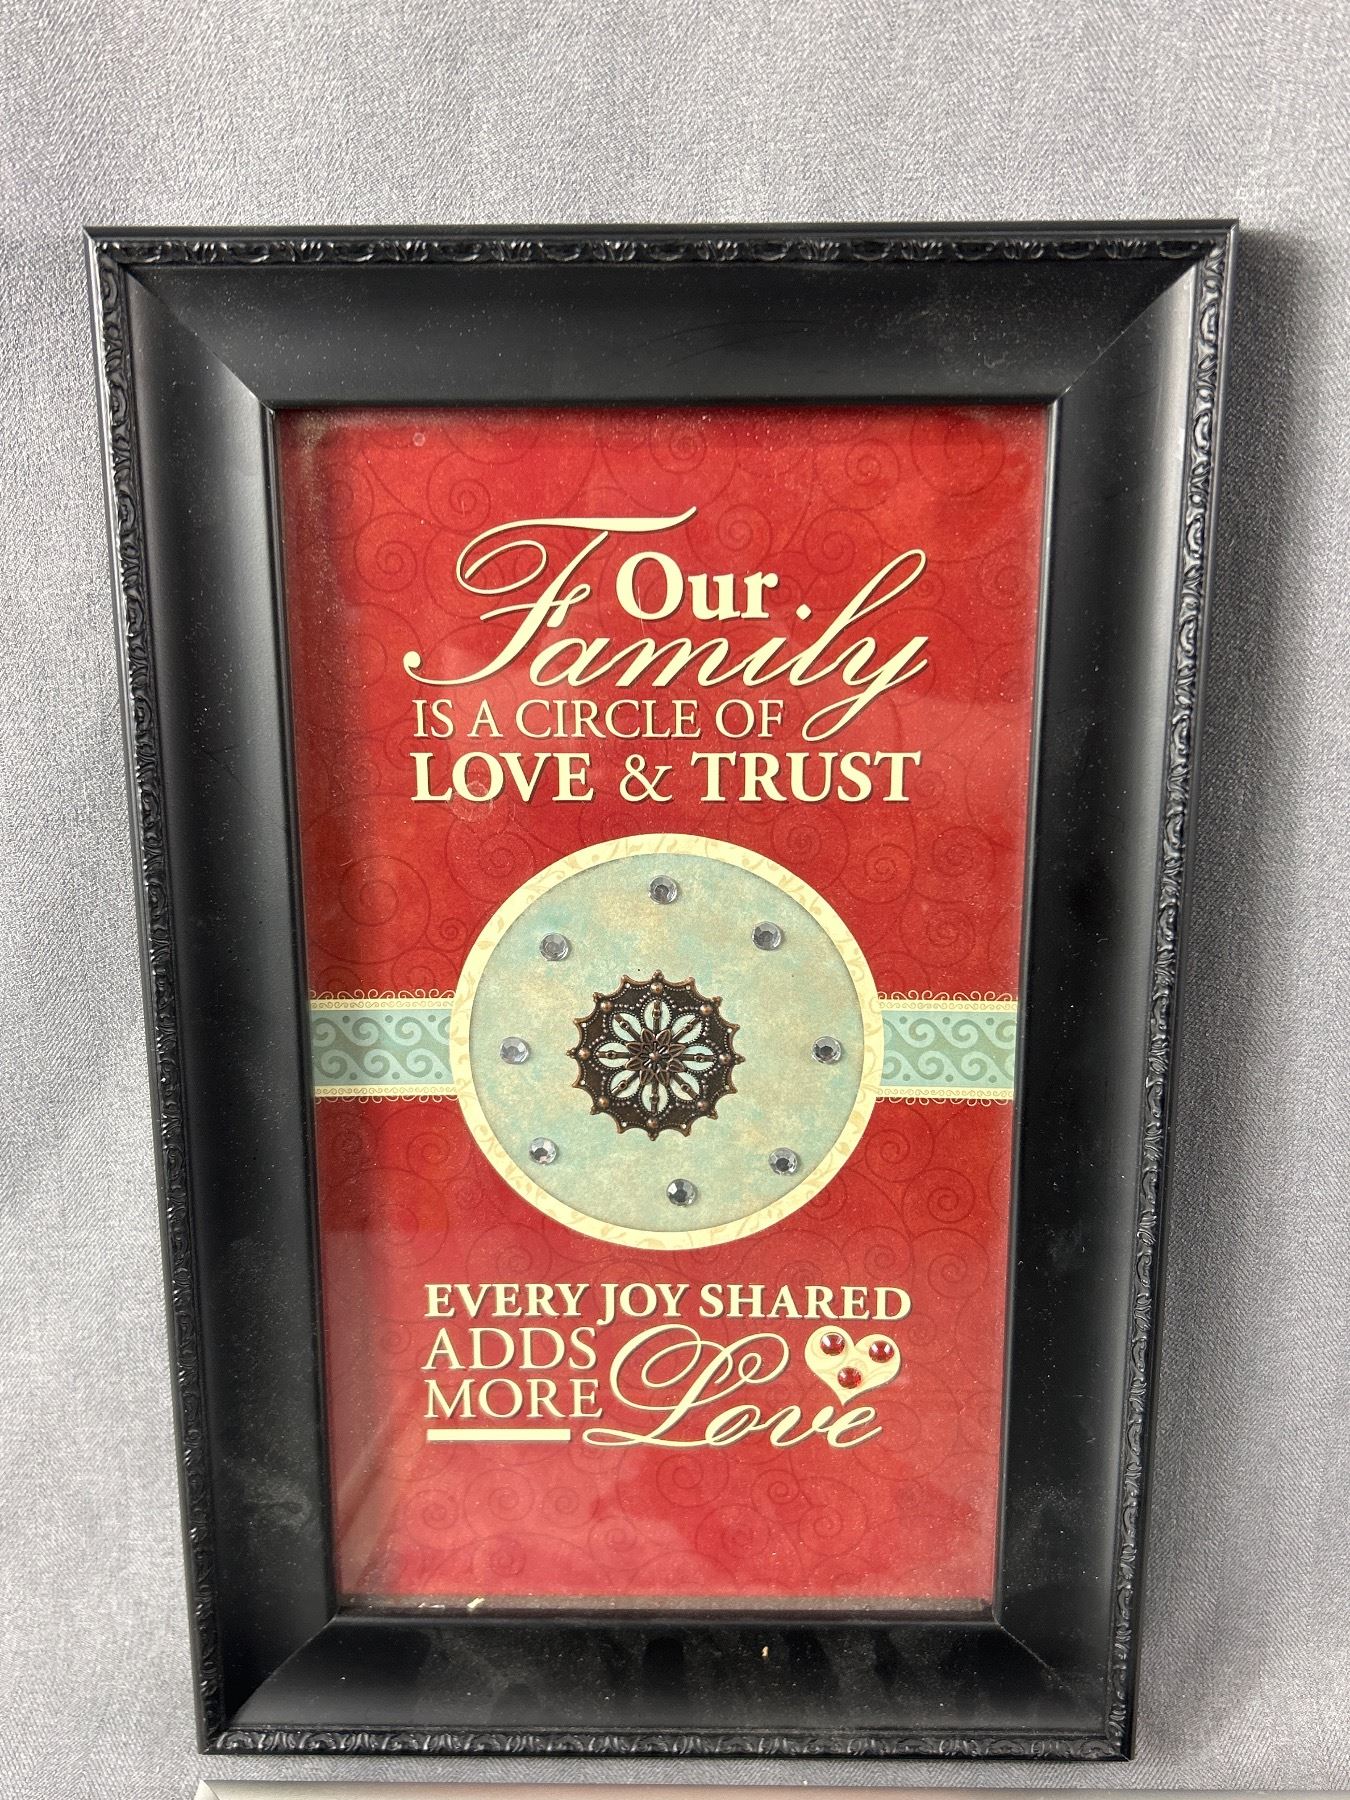 Our
Family
IS A CIRCLE OF
LOVE & TRUST
EVERY JOY SHARED
ADDS
MORE Love